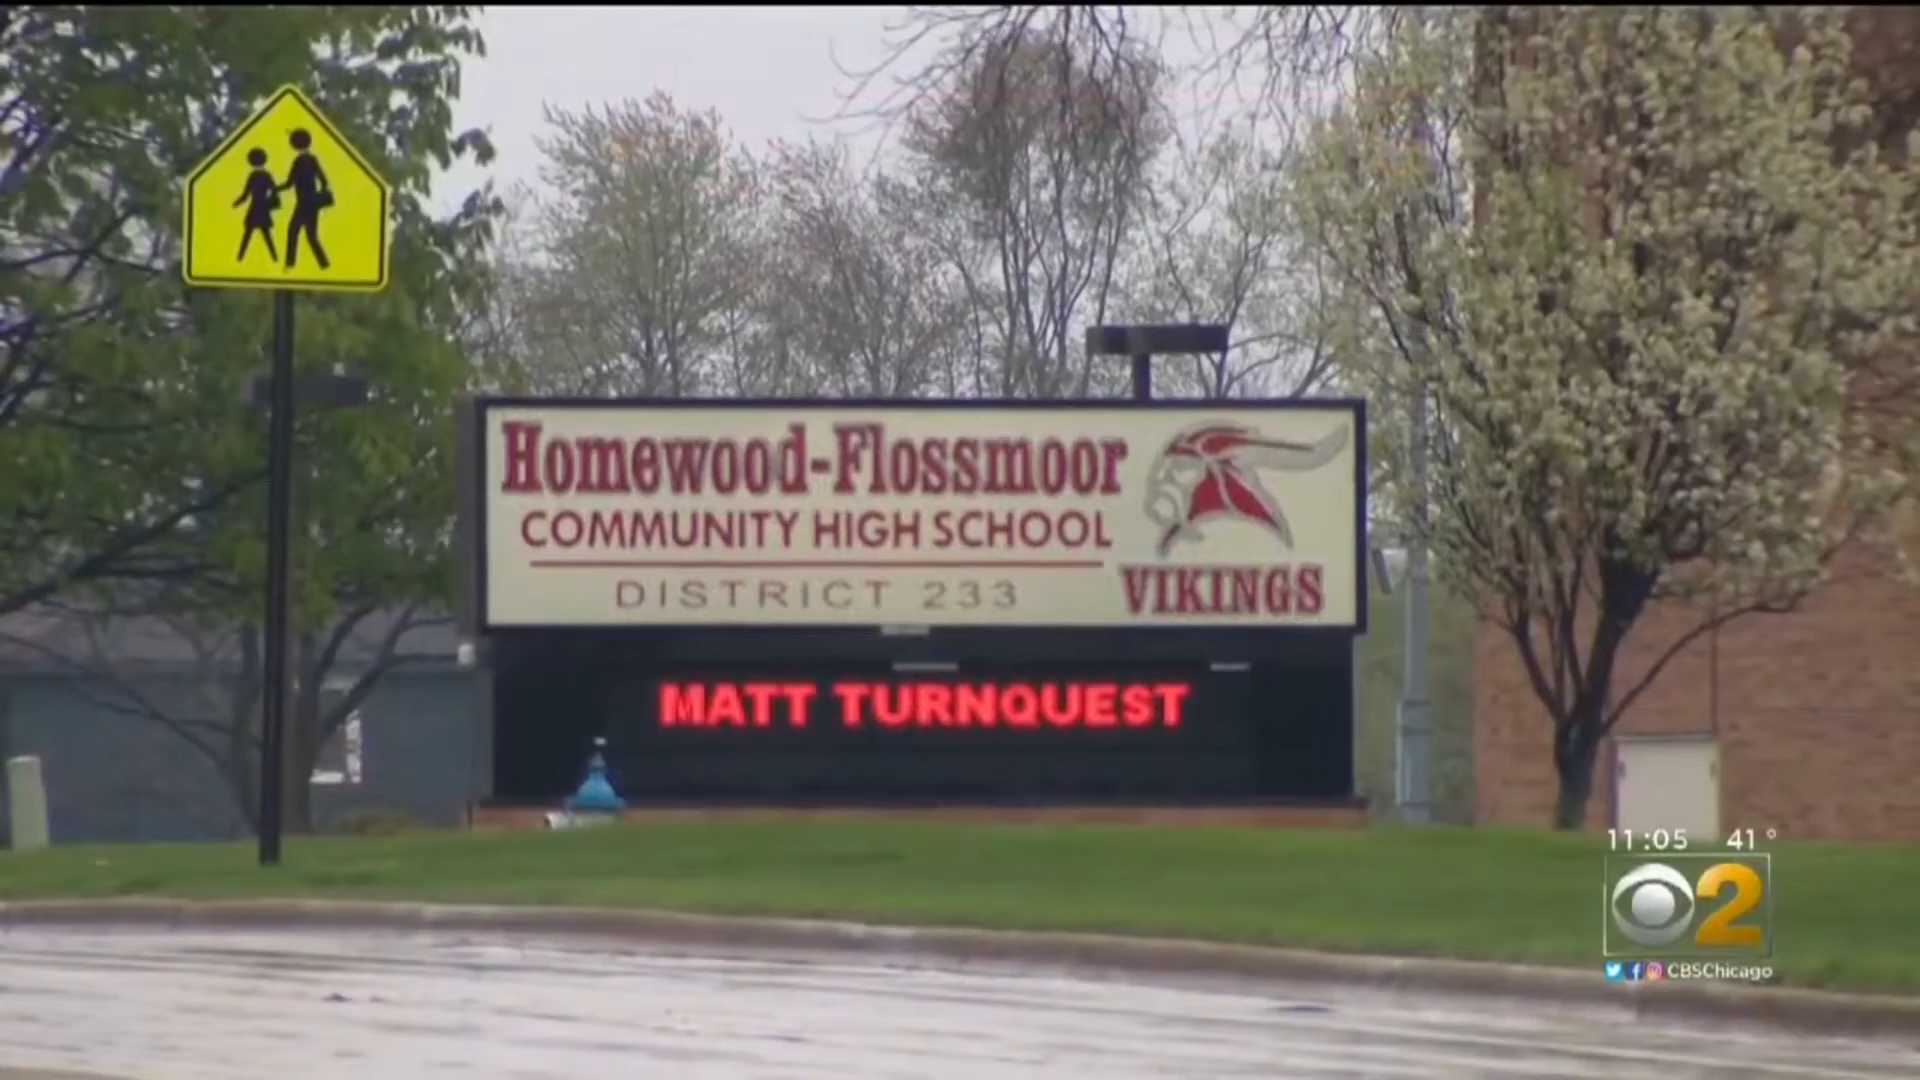 Homewood-Flossmoor
COMMUNITY HIGH SCHOOL
DISTRICT 233
VIKINGS
MATT TURNQUEST
11:05 41°
2
CBSChicago